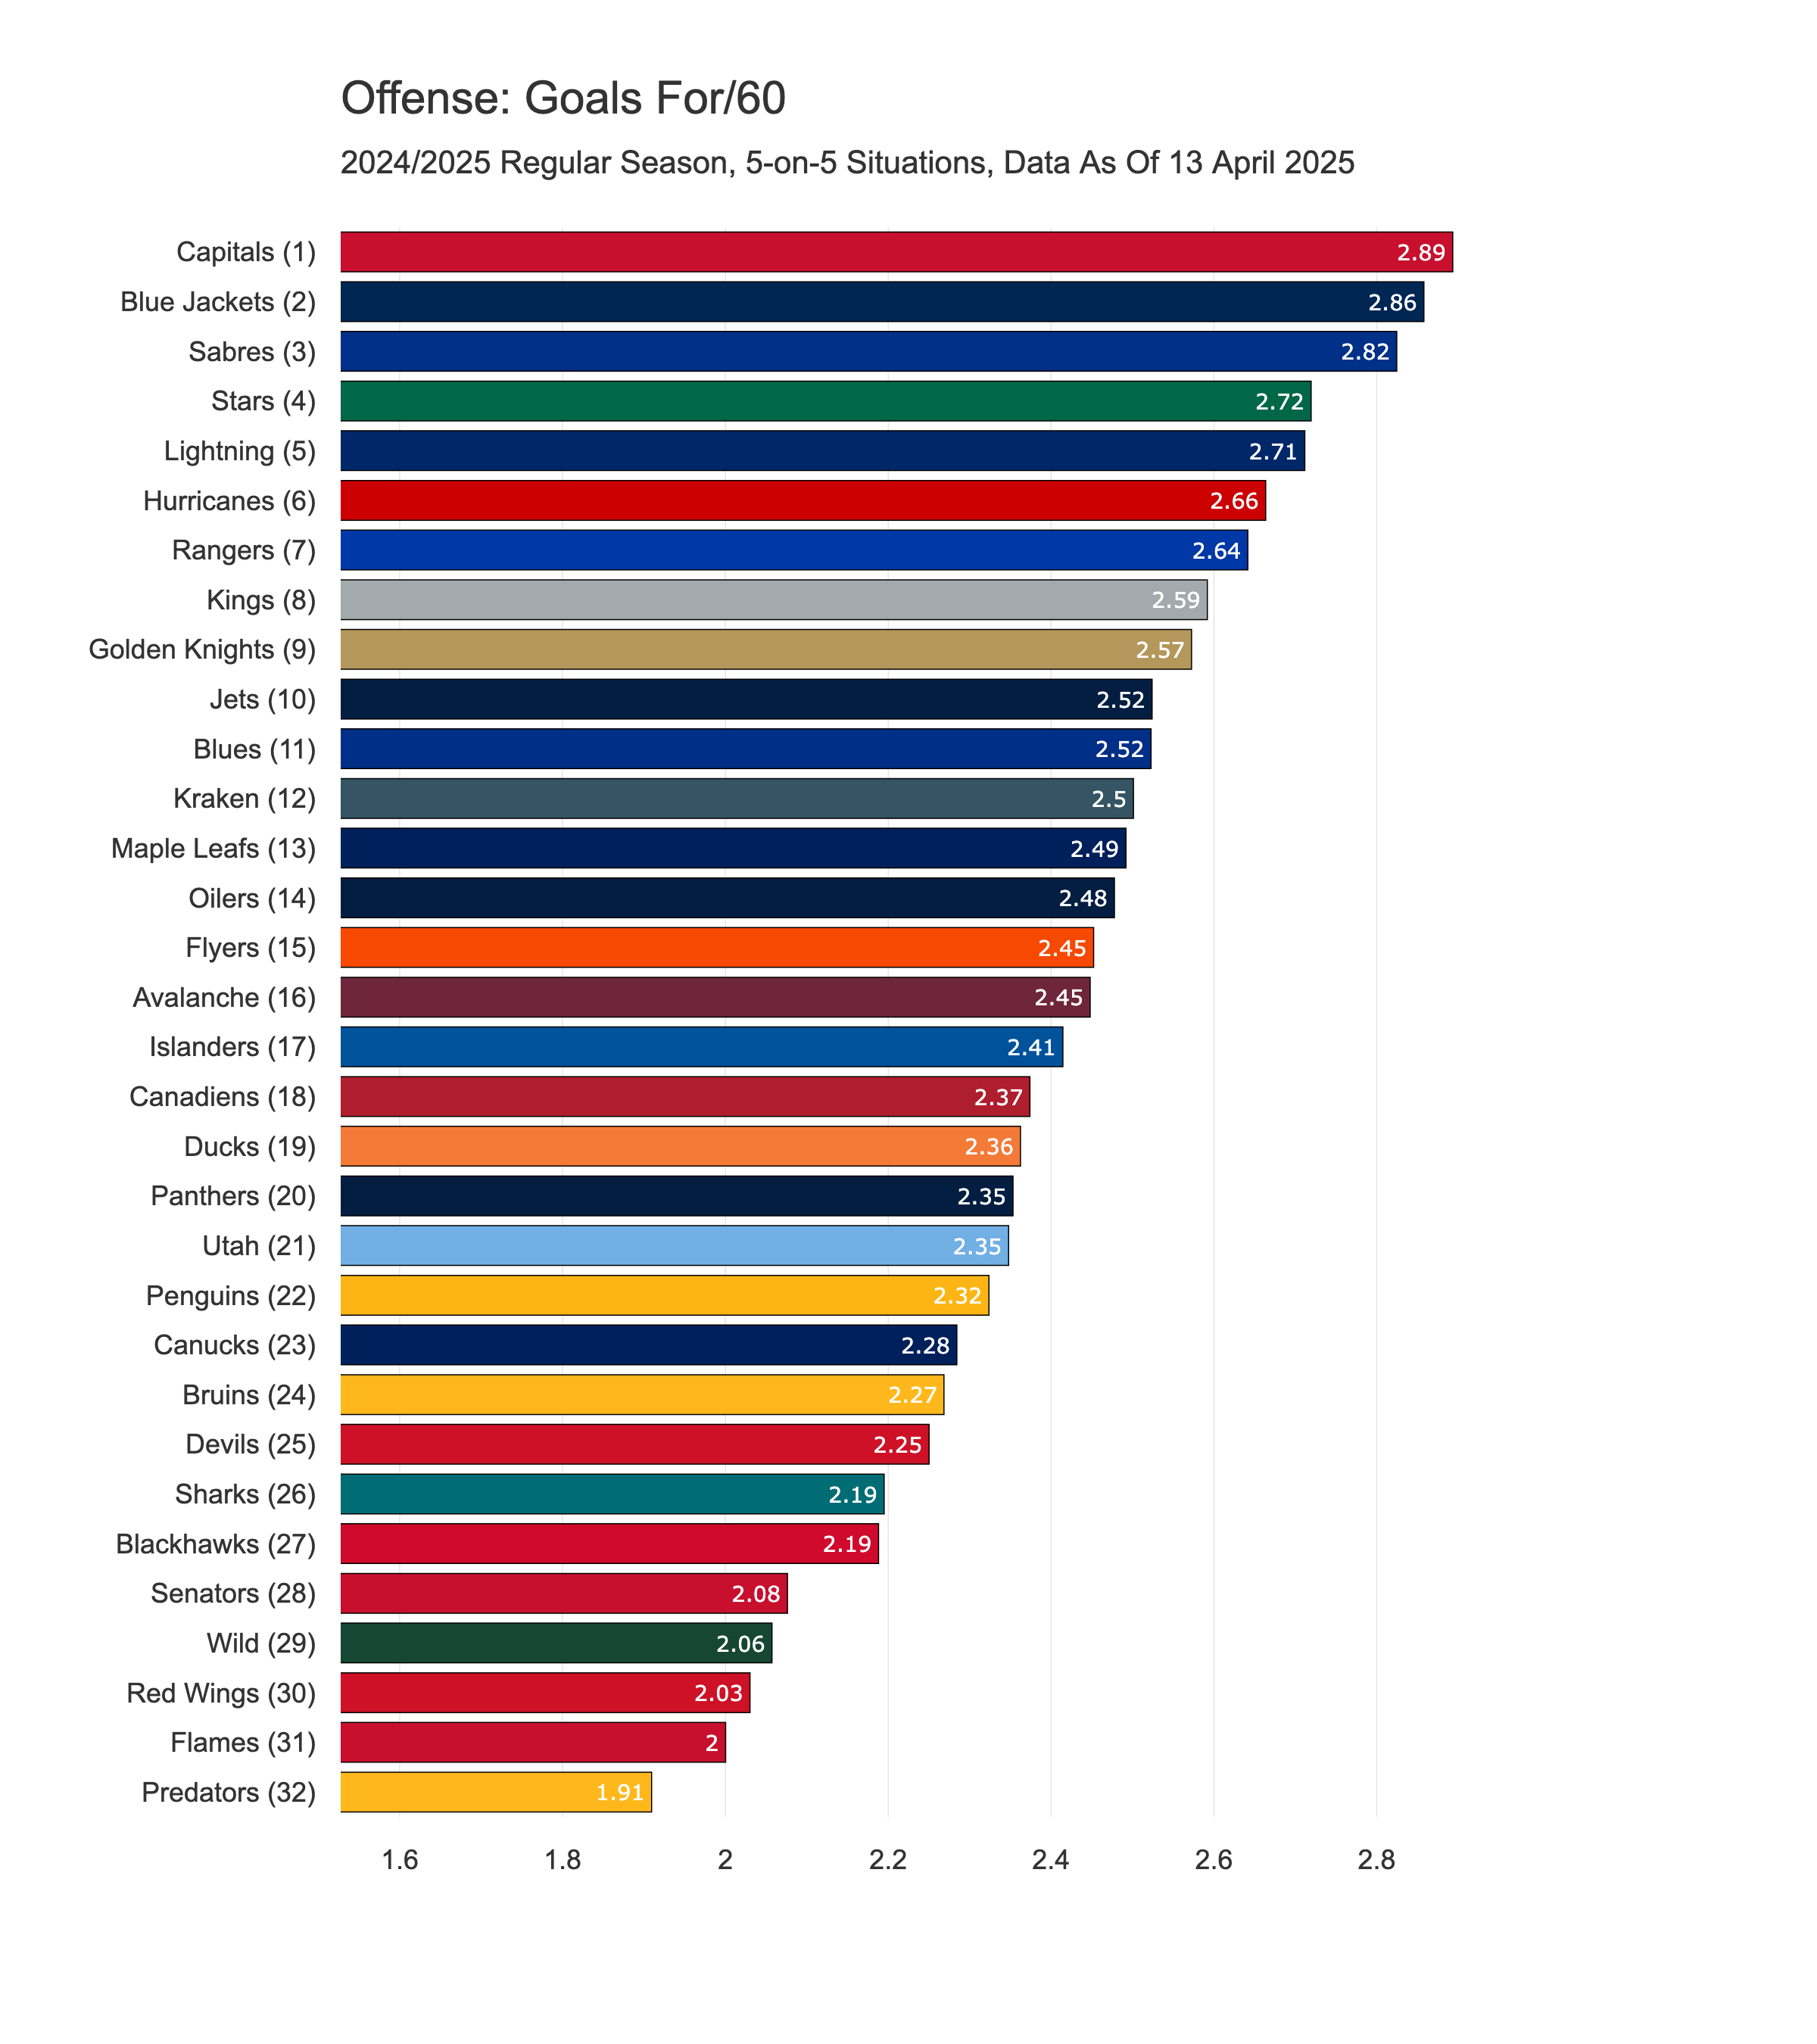 Offense: Goals For/60
2024/2025 Regular Season, 5-on-5 Situations, Data As Of 13 April 2025
Capitals (1) 2.89
Blue Jackets (2) 2.86
Sabres (3) 2.82
Stars (4) 2.72
Lightning (5) 2.71
Hurricanes (6) 2.66
Rangers (7) 2.64
Kings (8) 2.59
Golden Knights (9) 2.57
Jets (10) 2.52
Blues (11) 2.52
Kraken (12) 2.5
Maple Leafs (13) 2.49
Oilers (14) 2.48
Flyers (15) 2.45
Avalanche (16) 2.45
Islanders (17) 2.41
Canadiens (18) 2.37
Ducks (19) 2.36
Panthers (20) 2.35
Utah (21) 2.35
Penguins (22) 2.32
Canucks (23) 2.28
Bruins (24) 2.27
Devils (25) 2.25
Sharks (26) 2.19
Blackhawks (27) 2.19
Senators (28) 2.08
Wild (29) 2.06
Red Wings (30) 2.03
Flames (31) 2
Predators (32) 1.91
1.6 1.8 2 2.2 2.4 2.6 2.8